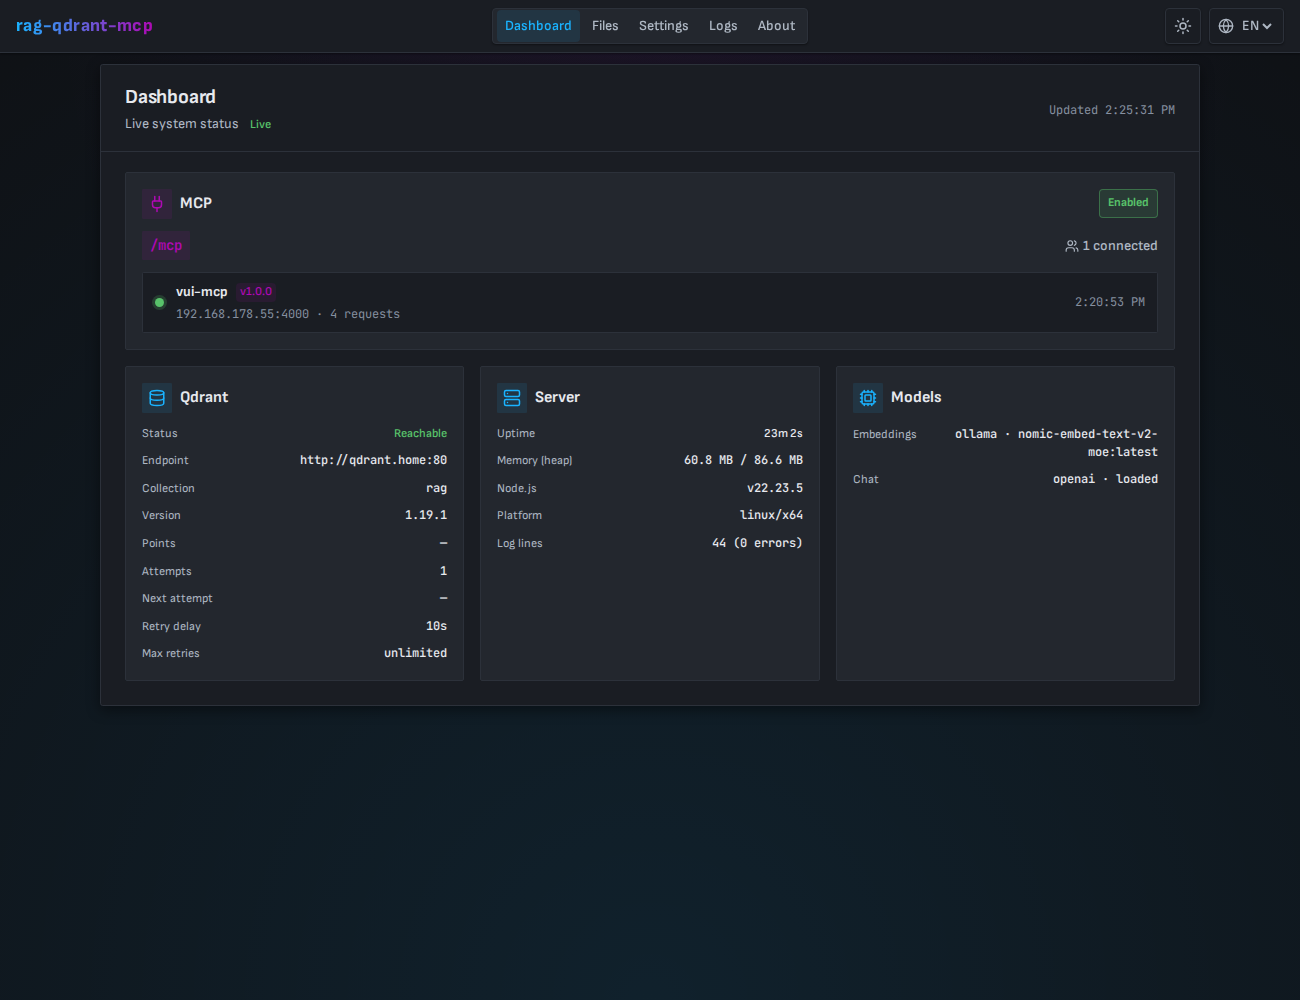 rag-qdrant-mcp
Dashboard Files Settings Logs About
EN
Dashboard
Live system status Live
Updated 2:25:31 PM
MCP
Enabled
/mcp
1 connected
vui-mcp v1.0.0
192.168.178.55:4000 · 4 requests
2:20:53 PM
Qdrant
Status Reachable
Endpoint http://qdrant.home:80
Collection rag
Version 1.19.1
Points —
Attempts 1
Next attempt —
Retry delay 10s
Max retries unlimited
Server
Uptime 23m 2s
Memory (heap) 60.8 MB / 86.6 MB
Node.js v22.23.5
Platform linux/x64
Log lines 44 (0 errors)
Models
Embeddings ollama · nomic-embed-text-v2-
moe:latest
Chat openai · loaded